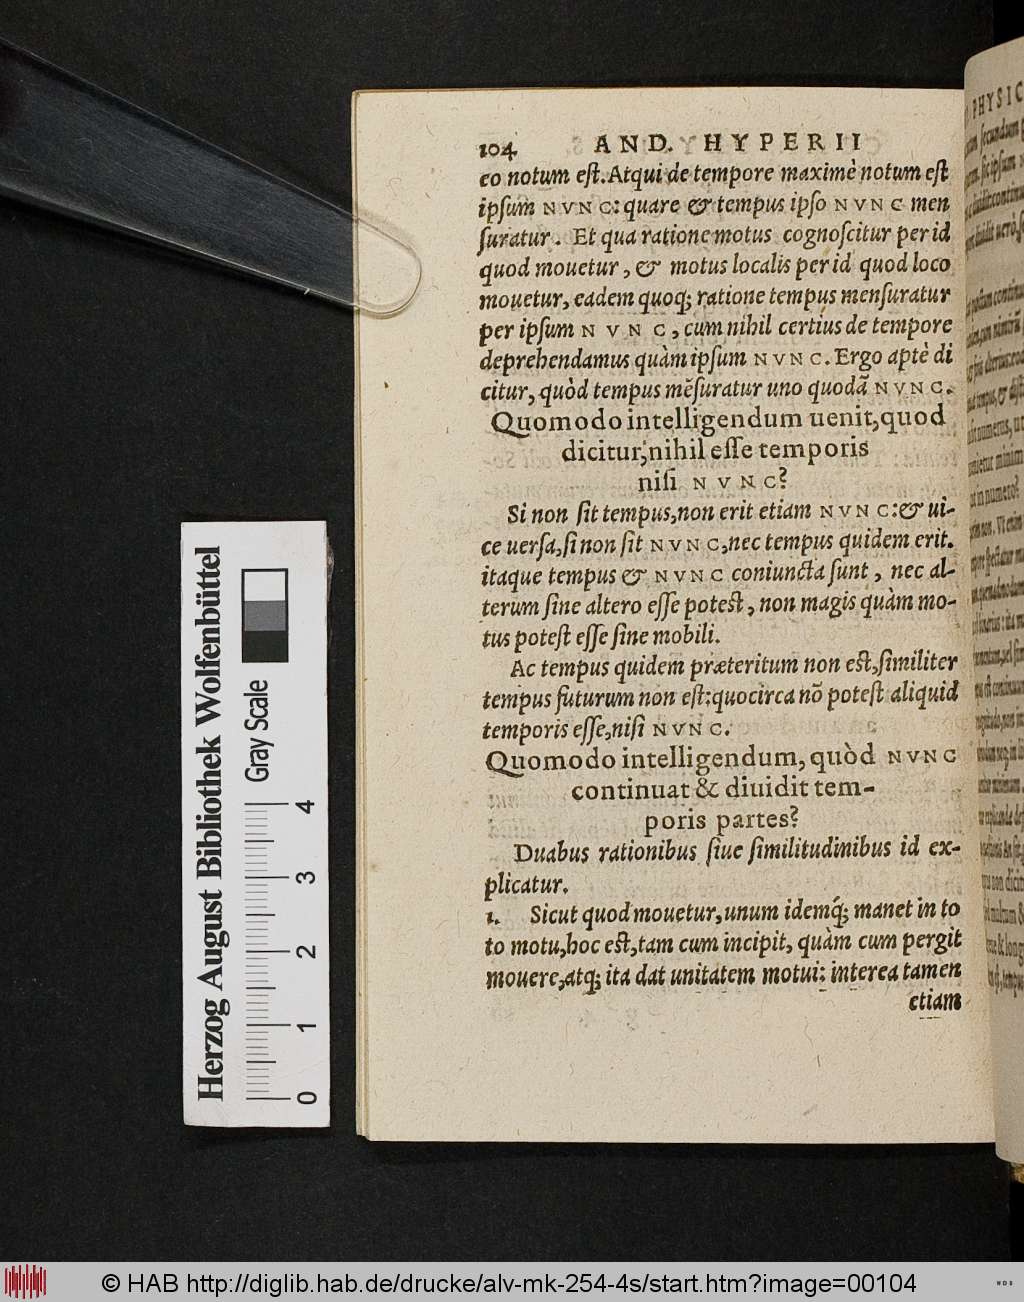 104 AND. HYPERII
eo notum eſt. Atqui de tempore maximè notum eſt
ipſum NVNC: quare & tempus ipſo NVNC men
ſuratur. Et qua ratione motus cognoſcitur per id
quod mouetur, & motus localis per id quod loco
mouetur, eadem quoq; ratione tempus menſuratur
per ipſum NVNC, cum nihil certius de tempore
deprehendamus quàm ipſum NVNC. Ergo aptè di
citur, quòd tempus mẽſuratur uno quodã NVNC.
Quomodo intelligendum uenit, quod
dicitur, nihil eſſe temporis
niſi NVNC?
Si non ſit tempus, non erit etiam NVNC: & ui-
ce uerſa, ſi non ſit NVNC, nec tempus quidem erit.
itaque tempus & NVNC coniuncta ſunt, nec al-
terum ſine altero eſſe poteſt, non magis quàm mo-
tus poteſt eſſe ſine mobili.
Ac tempus quidem præteritum non eſt, ſimiliter
tempus futurum non eſt: quocirca nõ poteſt aliquid
temporis eſſe, niſi NVNC.
Quomodo intelligendum, quòd NVNC
continuat & diuidit tem-
poris partes?
Duabus rationibus ſiue ſimilitudinibus id ex-
plicatur.
1. Sicut quod mouetur, unum idemq́; manet in to
to motu, hoc eſt, tam cum incipit, quàm cum pergit
mouere, atq; ita dat unitatem motui: interea tamen
etiam
Herzog August Bibliothek Wolfenbüttel
Gray Scale
0 1 2 3 4
PHYSIC
© HAB http://diglib.hab.de/drucke/alv-mk-254-4s/start.htm?image=00104